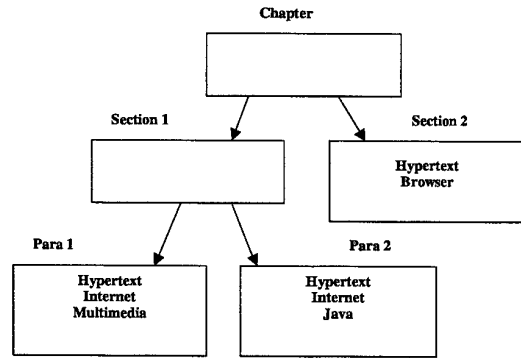 Chapter
Section 1
Section 2
Hypertext
Browser
Para 1
Para 2
Hypertext
Internet
Multimedia
Hypertext
Internet
Java